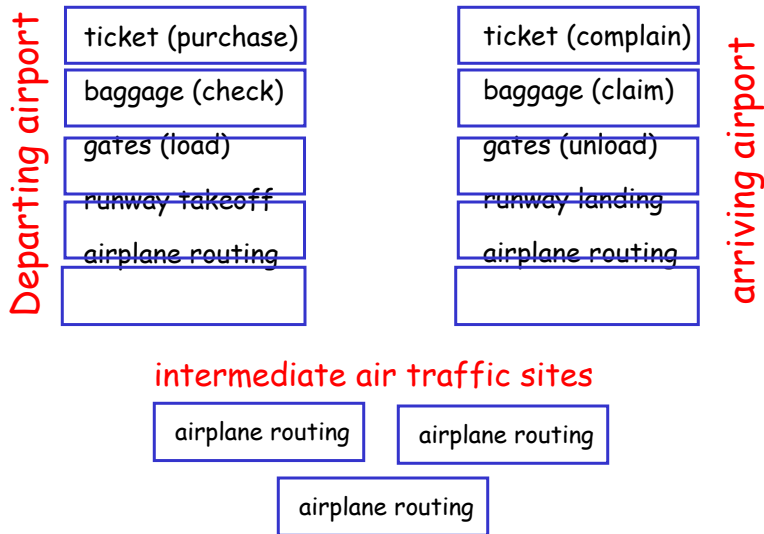 Departing airport
ticket (purchase)
baggage (check)
gates (load)
runway takeoff
airplane routing
ticket (complain)
baggage (claim)
gates (unload)
runway landing
airplane routing
arriving airport
intermediate air traffic sites
airplane routing
airplane routing
airplane routing